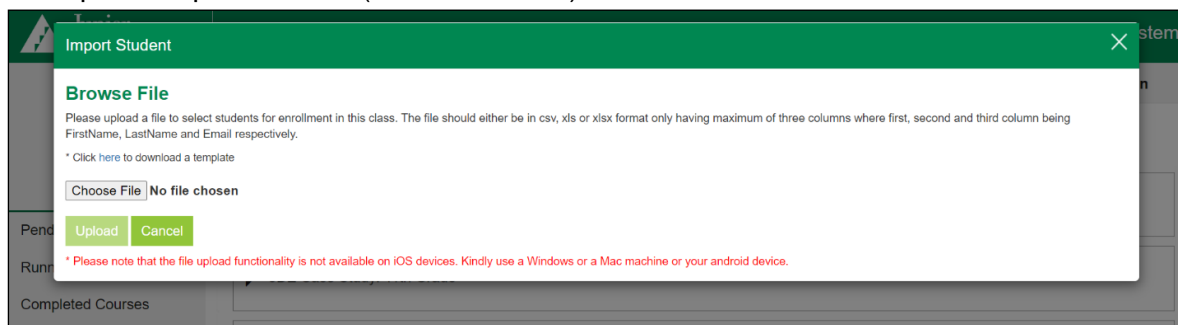 Import Student
stem
n
Browse File
Please upload a file to select students for enrollment in this class. The file should either be in csv, xls or xlsx format only having maximum of three columns where first, second and third column being
FirstName, LastName and Email respectively.
* Click here to download a template
Choose File No file chosen
Pend
Upload Cancel
Runn
* Please note that the file upload functionality is not available on iOS devices. Kindly use a Windows or a Mac machine or your android device.
Completed Courses